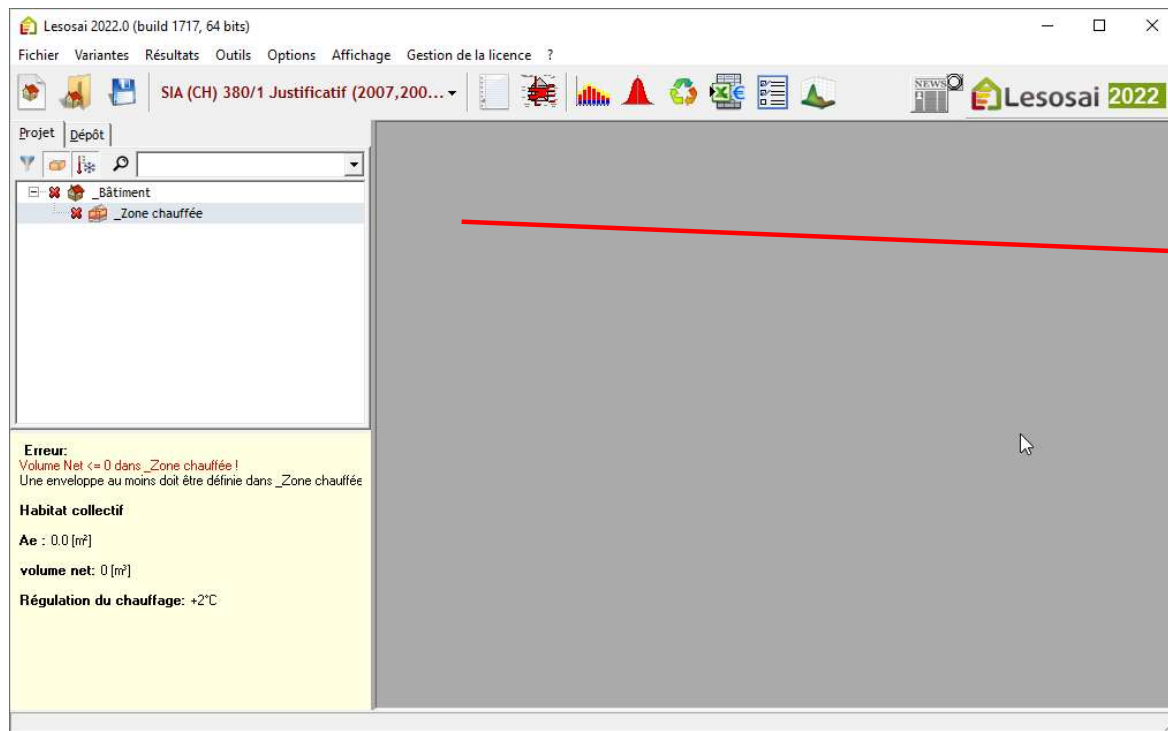 Lesosai 2022.0 (build 1717, 64 bits)
Fichier Variantes Résultats Outils Options Affichage Gestion de la licence ?
SIA (CH) 380/1 Justificatif (2007,200...
NEWS
Lesosai 2022
Projet Dépôt
_Bâtiment
_Zone chauffée
Erreur:
Volume Net <= 0 dans _Zone chauffée !
Une enveloppe au moins doit être définie dans _Zone chauffée
Habitat collectif
Ae : 0.0 [m²]
volume net: 0 [m³]
Régulation du chauffage: +2°C